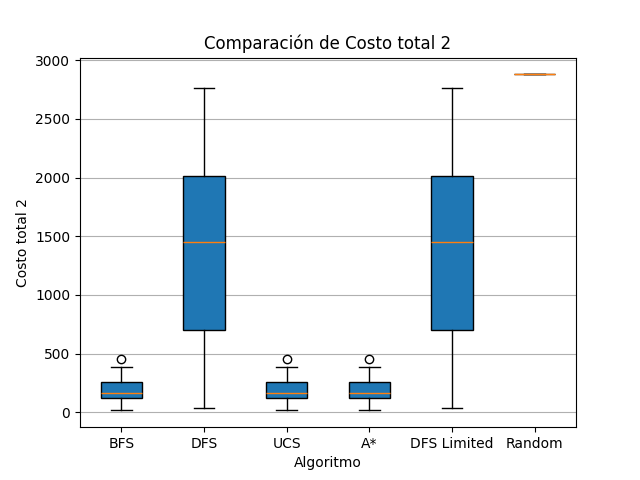 Comparación de Costo total 2
Costo total 2
3000
2500
2000
1500
1000
500
0
BFS DFS UCS A* DFS Limited Random
Algoritmo